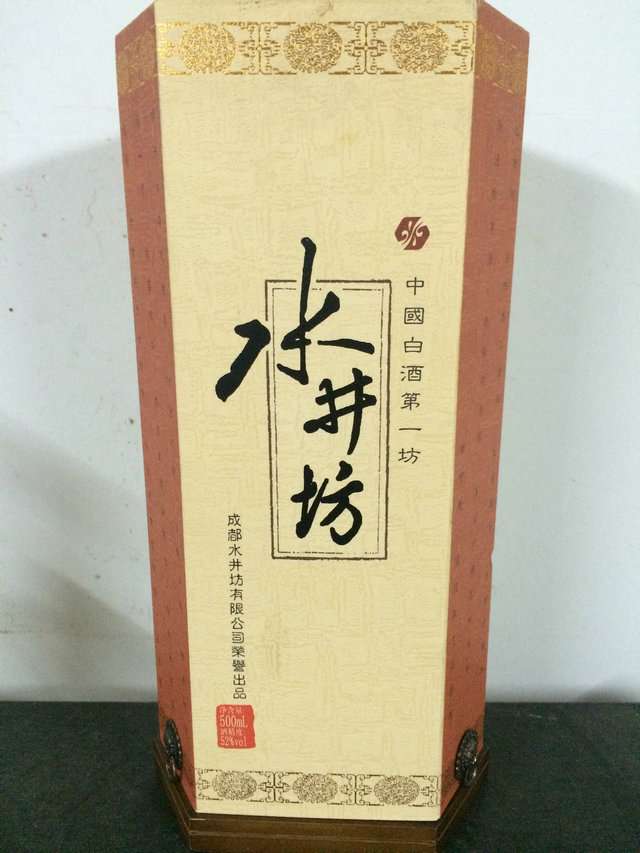 中國白酒第一坊
水井坊
成都水井坊有限公司榮譽出品
净含量:
500mL
酒精度:
52%vol